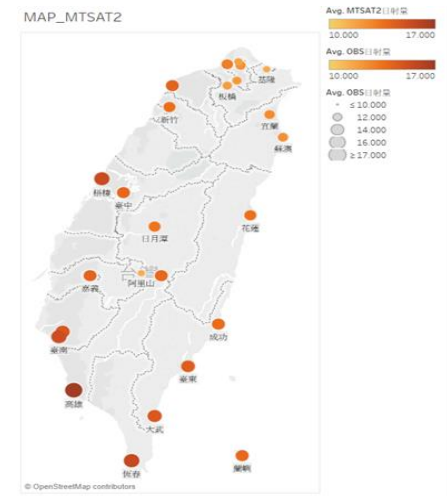 MAP_MTSAT2
Avg. MTSAT2日射量
10.000 17.000
Avg. OBS日射量
10.000 17.000
Avg. OBS日射量
≤ 10.000
12.000
14.000
16.000
≥ 17.000
基隆
板橋
新竹
宜蘭
蘇澳
梧棲
臺中
花蓮
日月潭
台灣
阿里山
嘉義
成功
臺南
臺東
高雄
大武
恆春
蘭嶼
© OpenStreetMap contributors